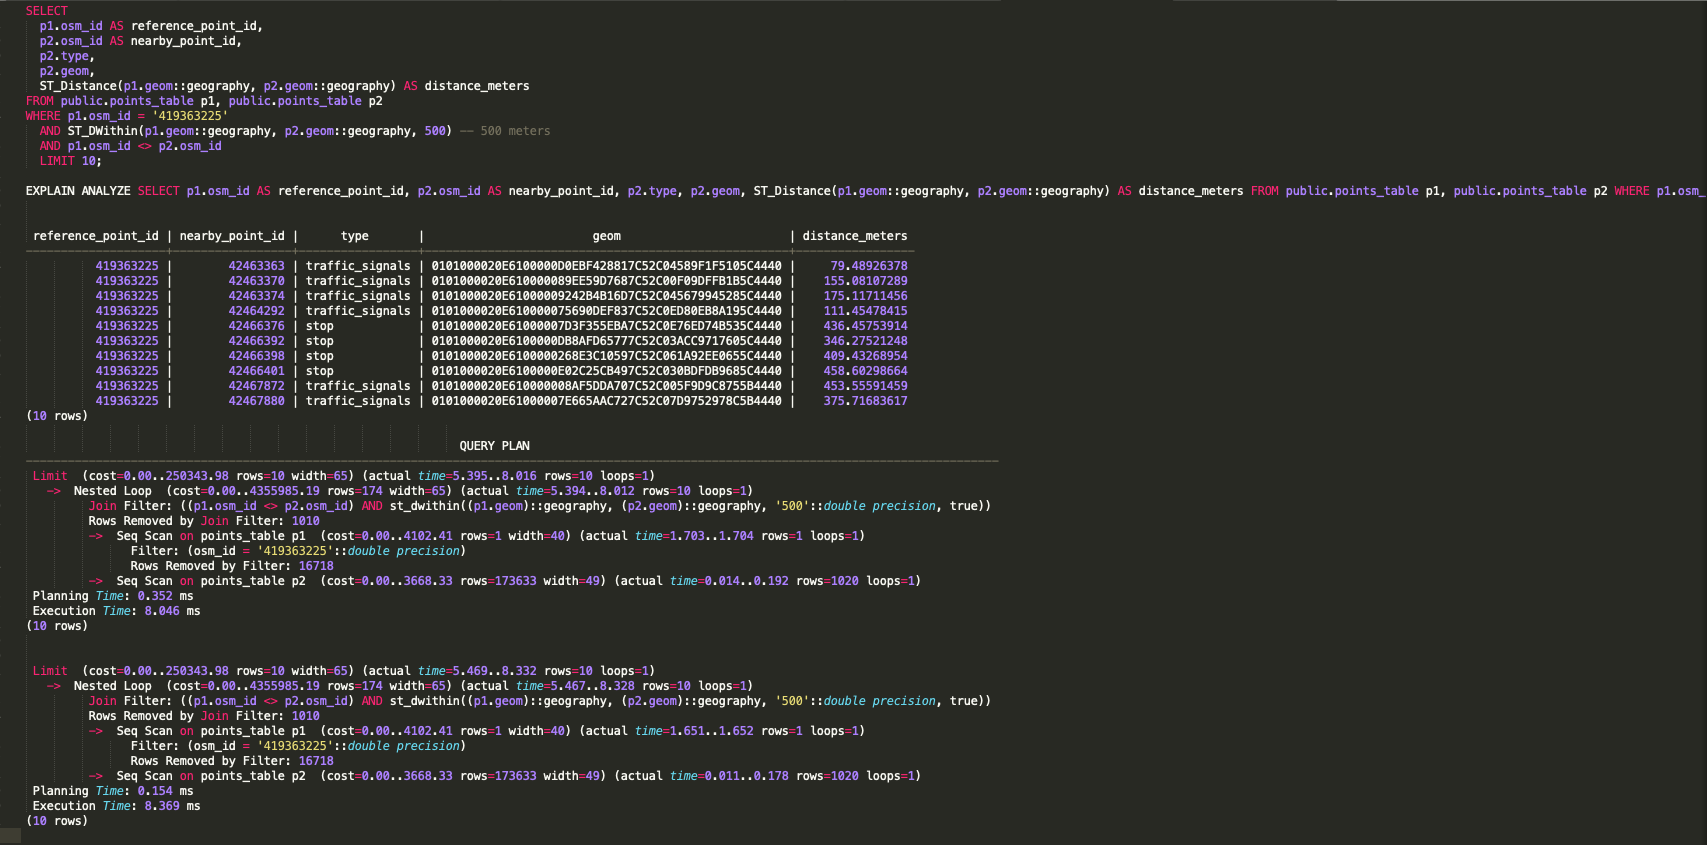 SELECT
p1.osm_id AS reference_point_id,
p2.osm_id AS nearby_point_id,
p2.type,
p2.geom,
ST_Distance(p1.geom::geography, p2.geom::geography) AS distance_meters
FROM public.points_table p1, public.points_table p2
WHERE p1.osm_id = '419363225'
AND ST_DWithin(p1.geom::geography, p2.geom::geography, 500) -- 500 meters
AND p1.osm_id <> p2.osm_id
LIMIT 10;
EXPLAIN ANALYZE SELECT p1.osm_id AS reference_point_id, p2.osm_id AS nearby_point_id, p2.type, p2.geom, ST_Distance(p1.geom::geography, p2.geom::geography) AS distance_meters FROM public.points_table p1, public.points_table p2 WHERE p1.osm_
reference_point_id | nearby_point_id | type | geom | distance_meters
419363225 | 42463363 | traffic_signals | 0101000020E6100000D0EBF428817C52C04589F1F5105C4440 | 79.48926378
419363225 | 42463370 | traffic_signals | 0101000020E610000089EE59D7687C52C00F09DFFB1B5C4440 | 155.08107289
419363225 | 42463374 | traffic_signals | 0101000020E61000009242B4B16D7C52C045679945285C4440 | 175.11711456
419363225 | 42464292 | traffic_signals | 0101000020E610000075690DEF837C52C0ED80EB8A195C4440 | 111.45478415
419363225 | 42466376 | stop | 0101000020E61000007D3F355EBA7C52C0E76ED74B535C4440 | 436.45753914
419363225 | 42466392 | stop | 0101000020E6100000DB8AFD65777C52C03ACC9717605C4440 | 346.27521248
419363225 | 42466398 | stop | 0101000020E6100000268E3C10597C52C061A92EE0655C4440 | 409.43268954
419363225 | 42466401 | stop | 0101000020E6100000E02C25CB497C52C030BDFDB9685C4440 | 458.60298664
419363225 | 42467872 | traffic_signals | 0101000020E610000008AF5DDA707C52C005F9D9C8755B4440 | 453.55591459
419363225 | 42467880 | traffic_signals | 0101000020E61000007E665AAC727C52C07D9752978C5B4440 | 375.71683617
(10 rows)
QUERY PLAN
Limit (cost=0.00..250343.98 rows=10 width=65) (actual time=5.395..8.016 rows=10 loops=1)
-> Nested Loop (cost=0.00..4355985.19 rows=174 width=65) (actual time=5.394..8.012 rows=10 loops=1)
Join Filter: ((p1.osm_id <> p2.osm_id) AND st_dwithin((p1.geom)::geography, (p2.geom)::geography, '500'::double precision, true))
Rows Removed by Join Filter: 1010
-> Seq Scan on points_table p1 (cost=0.00..4102.41 rows=1 width=40) (actual time=1.703..1.704 rows=1 loops=1)
Filter: (osm_id = '419363225'::double precision)
Rows Removed by Filter: 16718
-> Seq Scan on points_table p2 (cost=0.00..3668.33 rows=173633 width=49) (actual time=0.014..0.192 rows=1020 loops=1)
Planning Time: 0.352 ms
Execution Time: 8.046 ms
(10 rows)
Limit (cost=0.00..250343.98 rows=10 width=65) (actual time=5.469..8.332 rows=10 loops=1)
-> Nested Loop (cost=0.00..4355985.19 rows=174 width=65) (actual time=5.467..8.328 rows=10 loops=1)
Join Filter: ((p1.osm_id <> p2.osm_id) AND st_dwithin((p1.geom)::geography, (p2.geom)::geography, '500'::double precision, true))
Rows Removed by Join Filter: 1010
-> Seq Scan on points_table p1 (cost=0.00..4102.41 rows=1 width=40) (actual time=1.651..1.652 rows=1 loops=1)
Filter: (osm_id = '419363225'::double precision)
Rows Removed by Filter: 16718
-> Seq Scan on points_table p2 (cost=0.00..3668.33 rows=173633 width=49) (actual time=0.011..0.178 rows=1020 loops=1)
Planning Time: 0.154 ms
Execution Time: 8.369 ms
(10 rows)